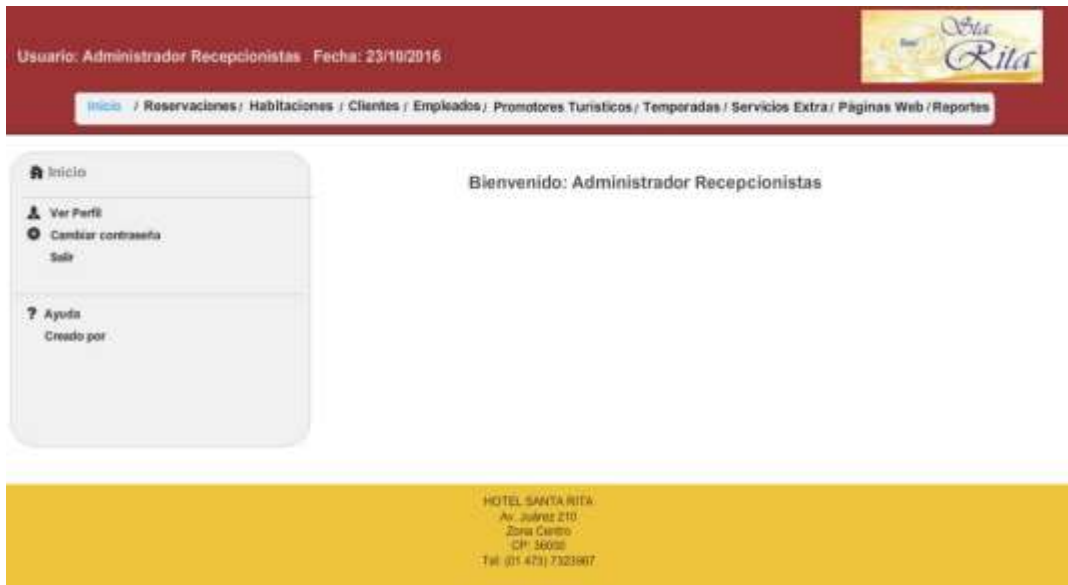 Usuario: Administrador Recepcionistas Fecha: 23/10/2016
Hotel
Sta.
Rita
Inicio / Reservaciones / Habitaciones / Clientes / Empleados / Promotores Turísticos / Temporadas / Servicios Extra / Páginas Web / Reportes
Inicio
Bienvenido: Administrador Recepcionistas
Ver Perfil
Cambiar contraseña
Salir
? Ayuda
Creado por
HOTEL SANTA RITA
Av. Juárez 210
Zona Centro
CP: 36000
Tel: (01 473) 7323987